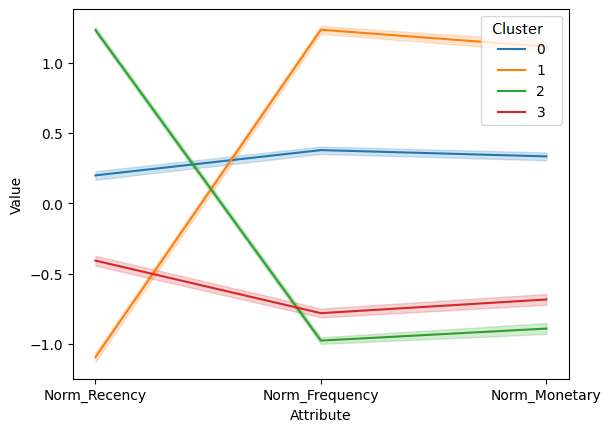 Cluster
0
1
2
3
1.0
0.5
0.0
−0.5
−1.0
Value
Norm_Recency
Norm_Frequency
Norm_Monetary
Attribute